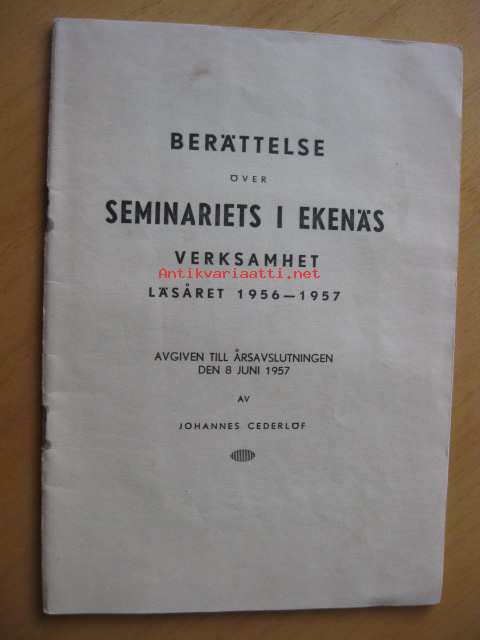 BERÄTTELSE
ÖVER
SEMINARIETS I EKENÄS
VERKSAMHET
Antikvariaatti.net
LÄSÅRET 1956—1957
AVGIVEN TILL ÅRSAVSLUTNINGEN
DEN 8 JUNI 1957
AV
JOHANNES CEDERLÖF